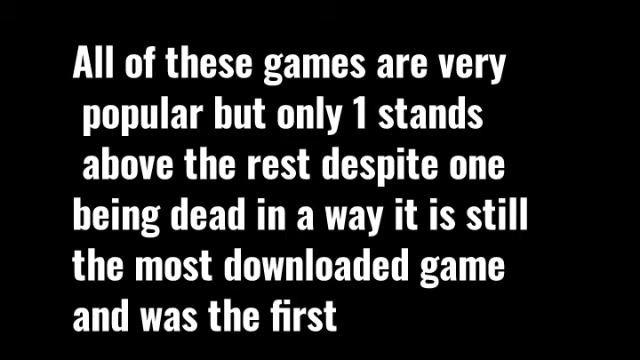 All of these games are very
popular but only 1 stands
above the rest despite one
being dead in a way it is still
the most downloaded game
and was the first